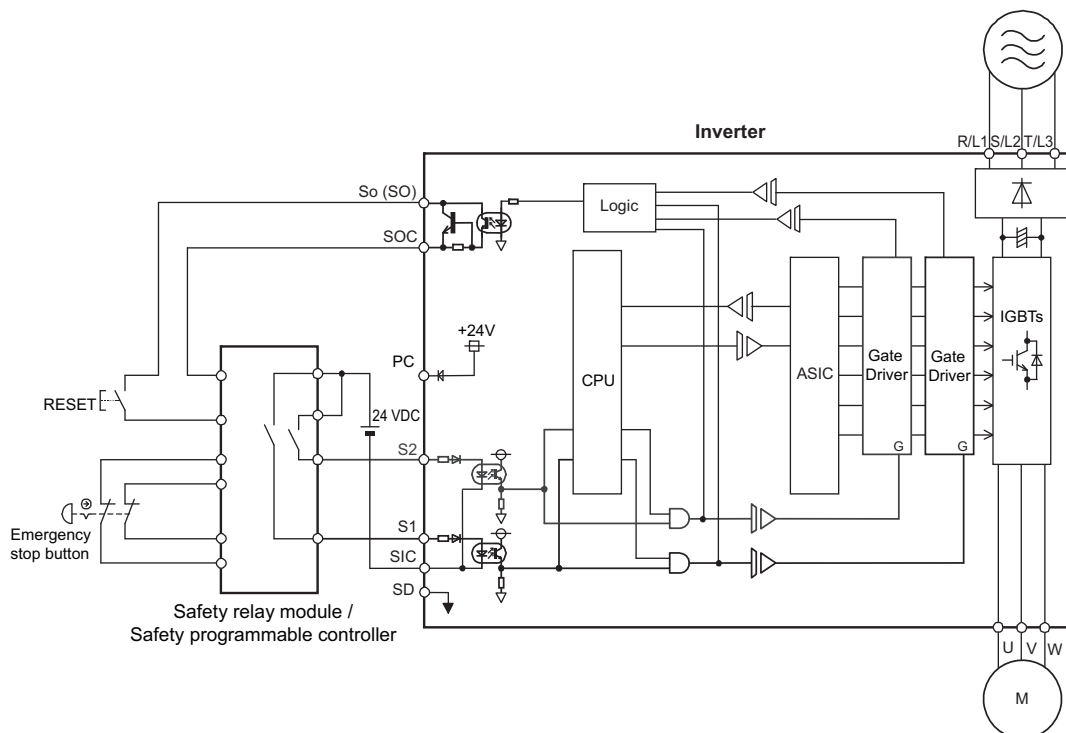 Inverter
R/L1 S/L2 T/L3
So (SO)
SOC
Logic
+24V
PC
CPU
ASIC
Gate
Driver
G
Gate
Driver
G
IGBTs
RESET
24 VDC
S2
S1
SIC
SD
Emergency
stop button
Safety relay module /
Safety programmable controller
U V W
M